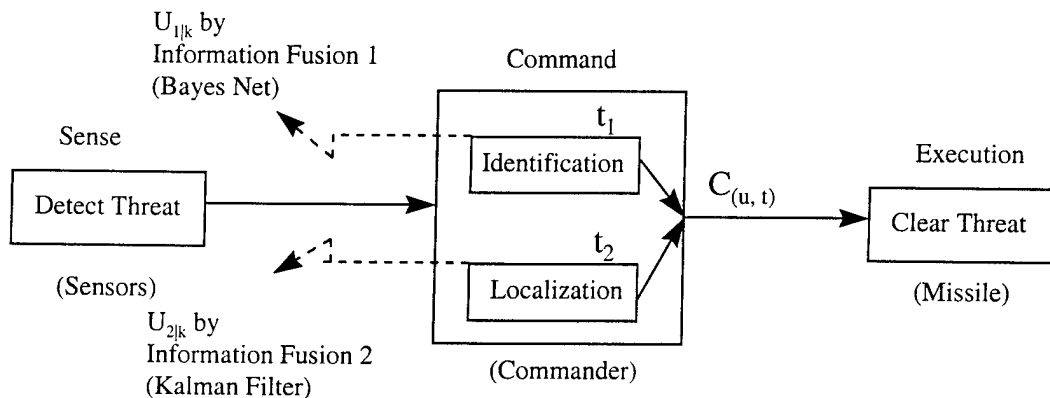 U₁|ₖ by
Information Fusion 1
(Bayes Net)
Sense
Detect Threat
(Sensors)
U₂|ₖ by
Information Fusion 2
(Kalman Filter)
Command
t₁
Identification
t₂
Localization
(Commander)
C(u, t)
Execution
Clear Threat
(Missile)